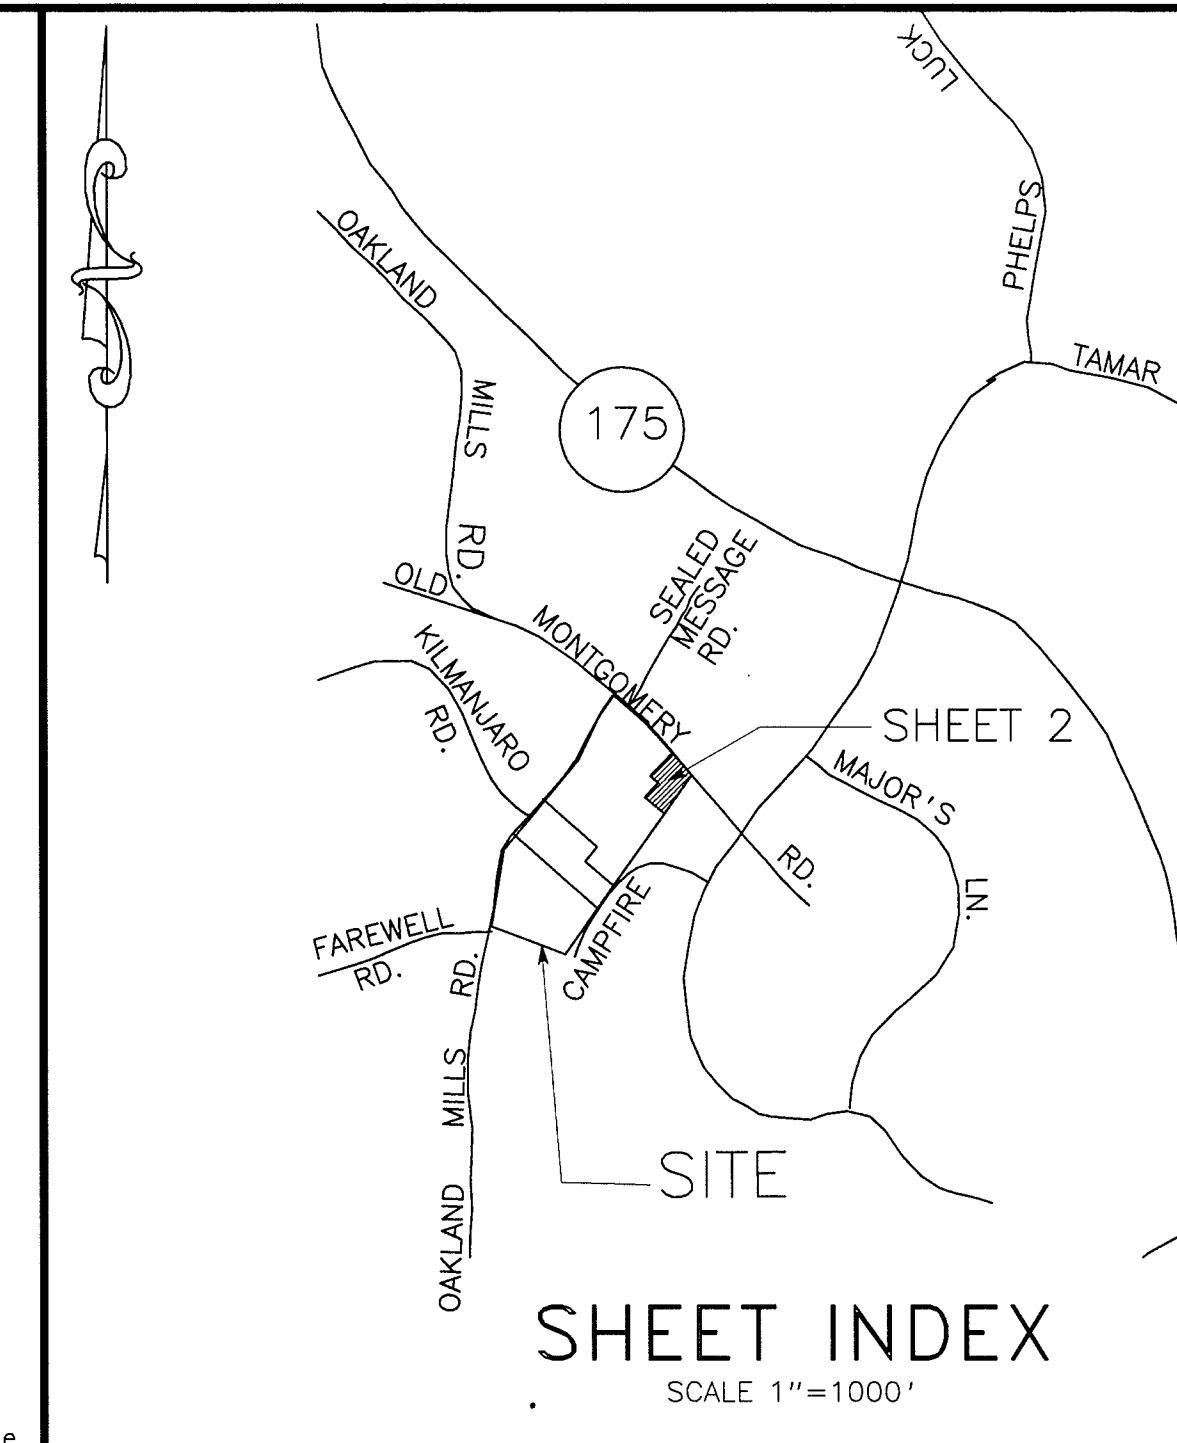 LUCK
PHELPS
TAMAR
OAKLAND
MILLS
RD.
175
SEALED
MESSAGE
RD.
OLD
MONTGOMERY
RD.
KILMANJARO
RD.
SHEET 2
MAJOR'S
LN.
FAREWELL
RD.
CAMPFIRE
OAKLAND MILLS RD.
SITE
SHEET INDEX
SCALE 1"=1000'
e